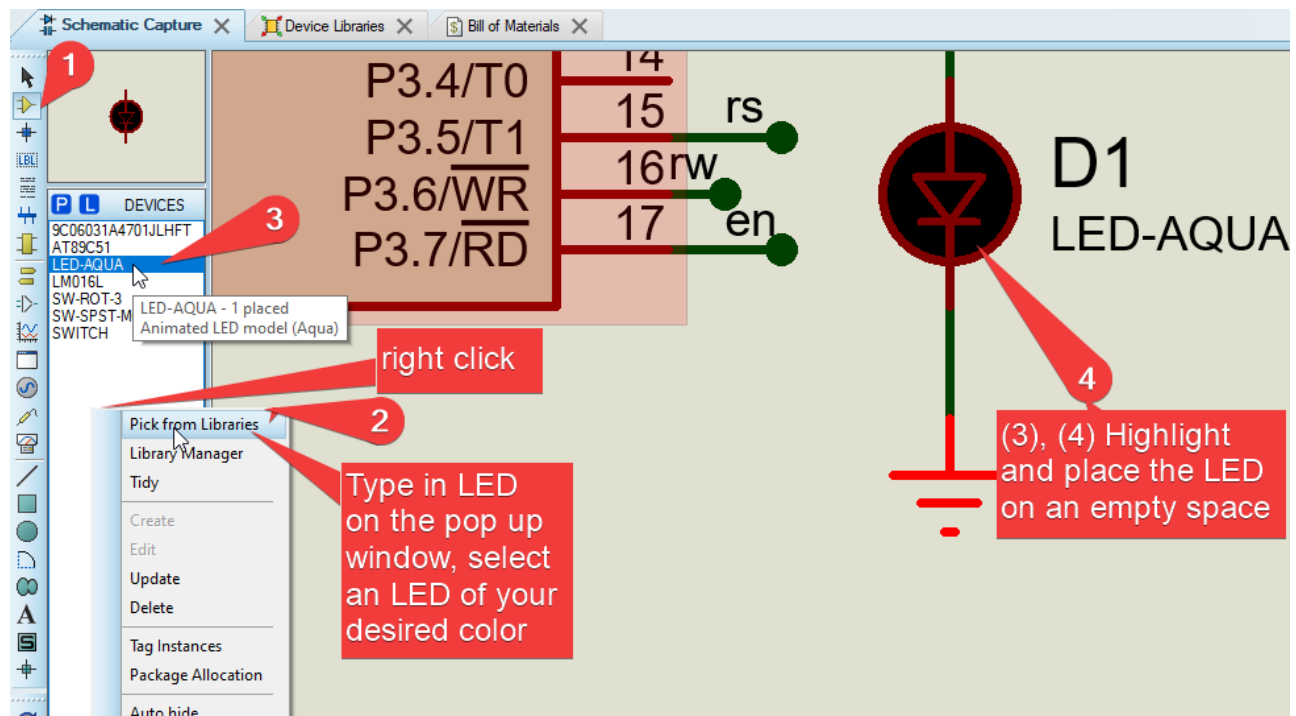 Schematic Capture
Device Libraries
Bill of Materials
1
LBL
P L DEVICES
9C06031A4701JLHFT
AT89C51
LED-AQUA
LM016L
SW-ROT-3
SW-SPST-M
SWITCH
3
LED-AQUA - 1 placed
Animated LED model (Aqua)
P3.4/T0
14
P3.5/T1
15
rs
P3.6/WR
16
rw
P3.7/RD
17
en
D1
LED-AQUA
right click
2
Pick from Libraries
Library Manager
Tidy
Create
Edit
Update
Delete
Tag Instances
Package Allocation
Auto hide
Type in LED
on the pop up
window, select
an LED of your
desired color
4
(3), (4) Highlight
and place the LED
on an empty space
A
S